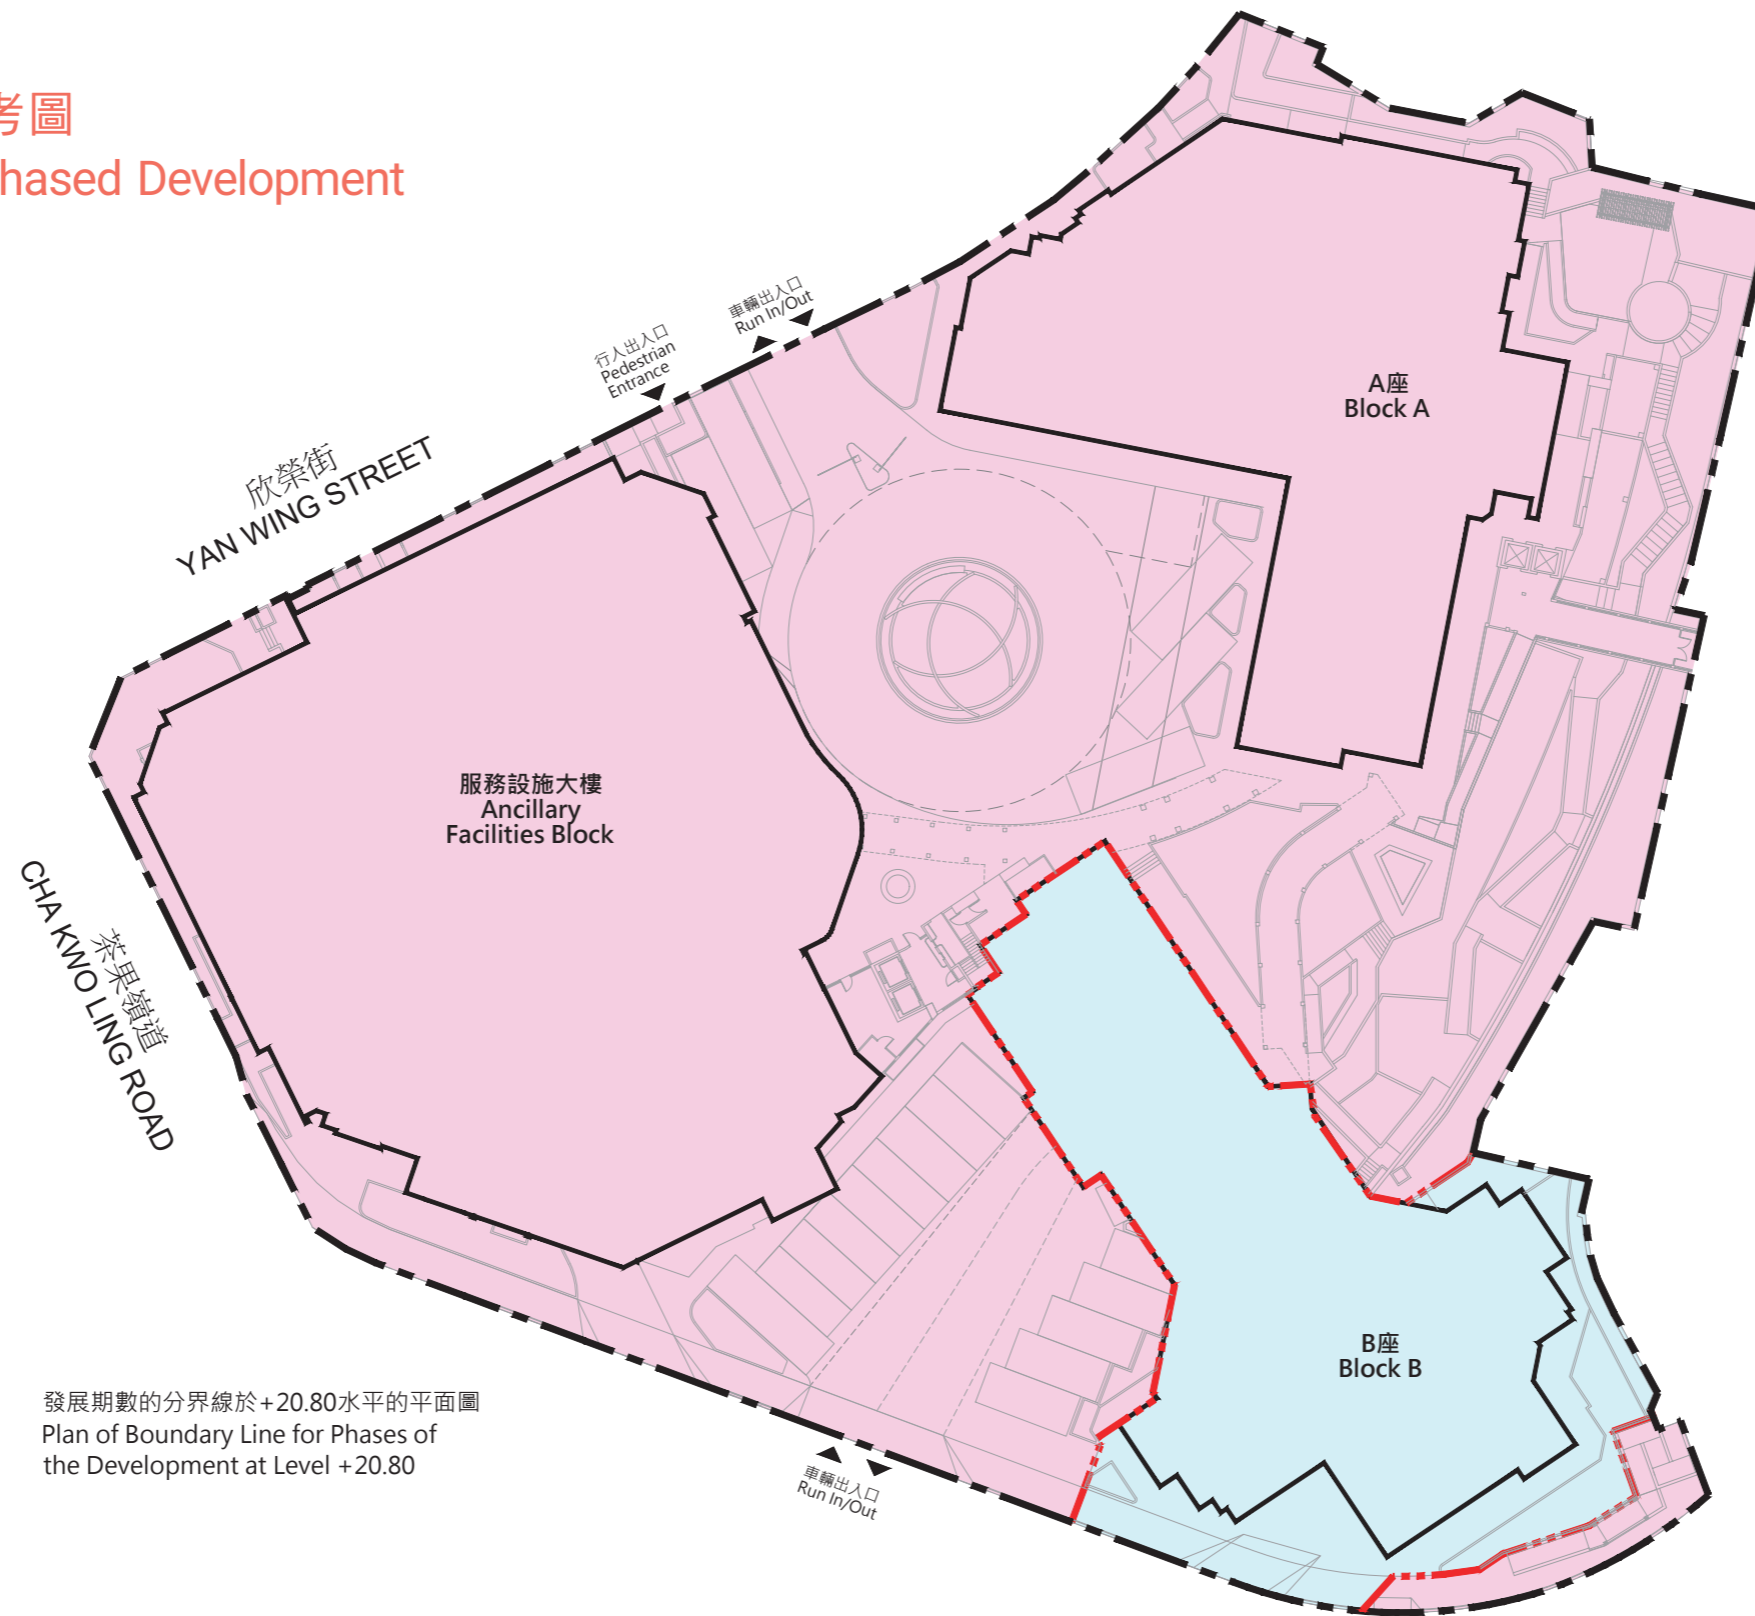 考圖
hased Development
車輛出入口
Run In/Out
行人出入口
Pedestrian
Entrance
A座
Block A
欣榮街
YAN WING STREET
服務設施大樓
Ancillary
Facilities Block
茶果嶺道
CHA KWO LING ROAD
B座
Block B
發展期數的分界線於+20.80水平的平面圖
Plan of Boundary Line for Phases of
the Development at Level +20.80
車輛出入口
Run In/Out